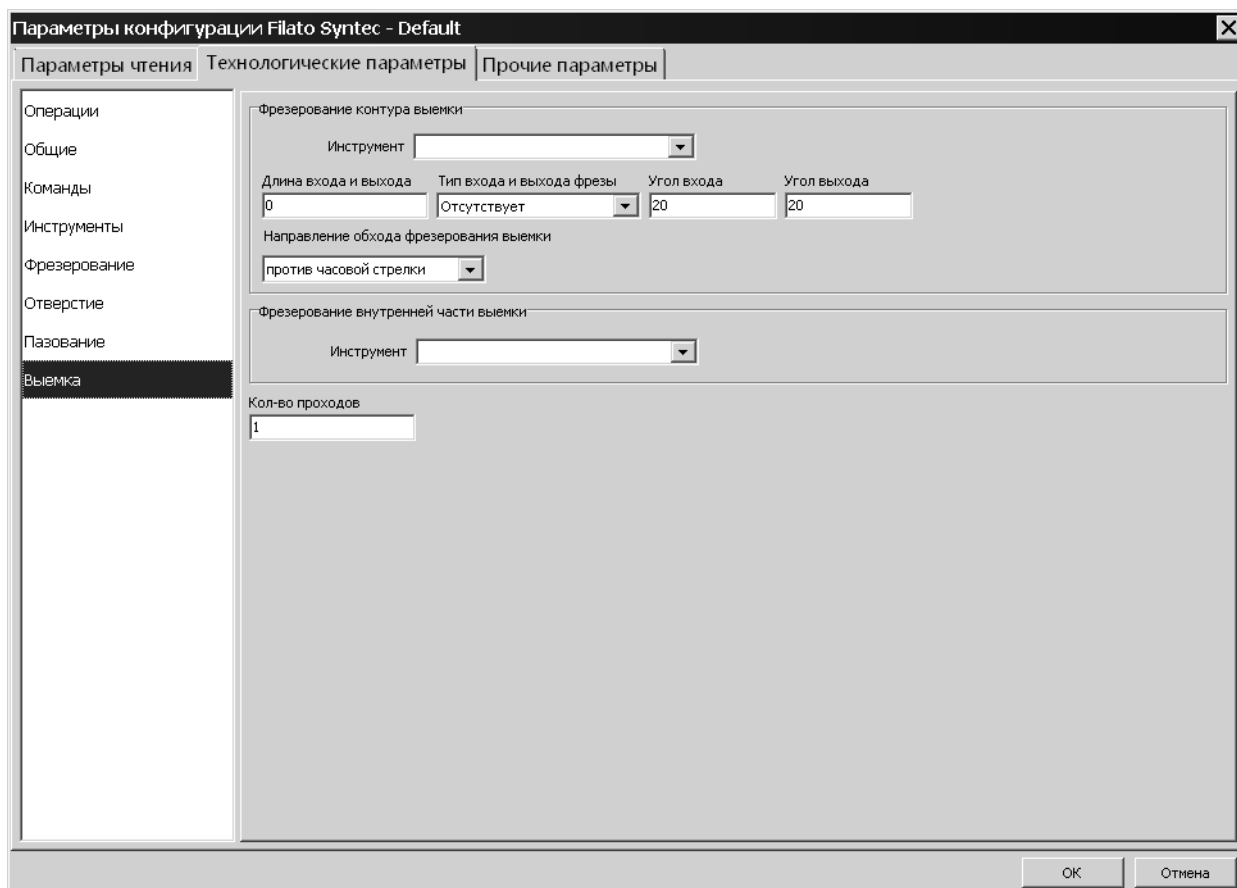 Параметры конфигурации Filato Syntec - Default
Параметры чтения Технологические параметры Прочие параметры
Операции
Общие
Команды
Инструменты
Фрезерование
Отверстие
Пазование
Выемка
Фрезерование контура выемки
Инструмент
Длина входа и выхода Тип входа и выхода фрезы Угол входа Угол выхода
0 Отсутствует 20 20
Направление обхода фрезерования выемки
против часовой стрелки
Фрезерование внутренней части выемки
Инструмент
Кол-во проходов
1
ОК Отмена